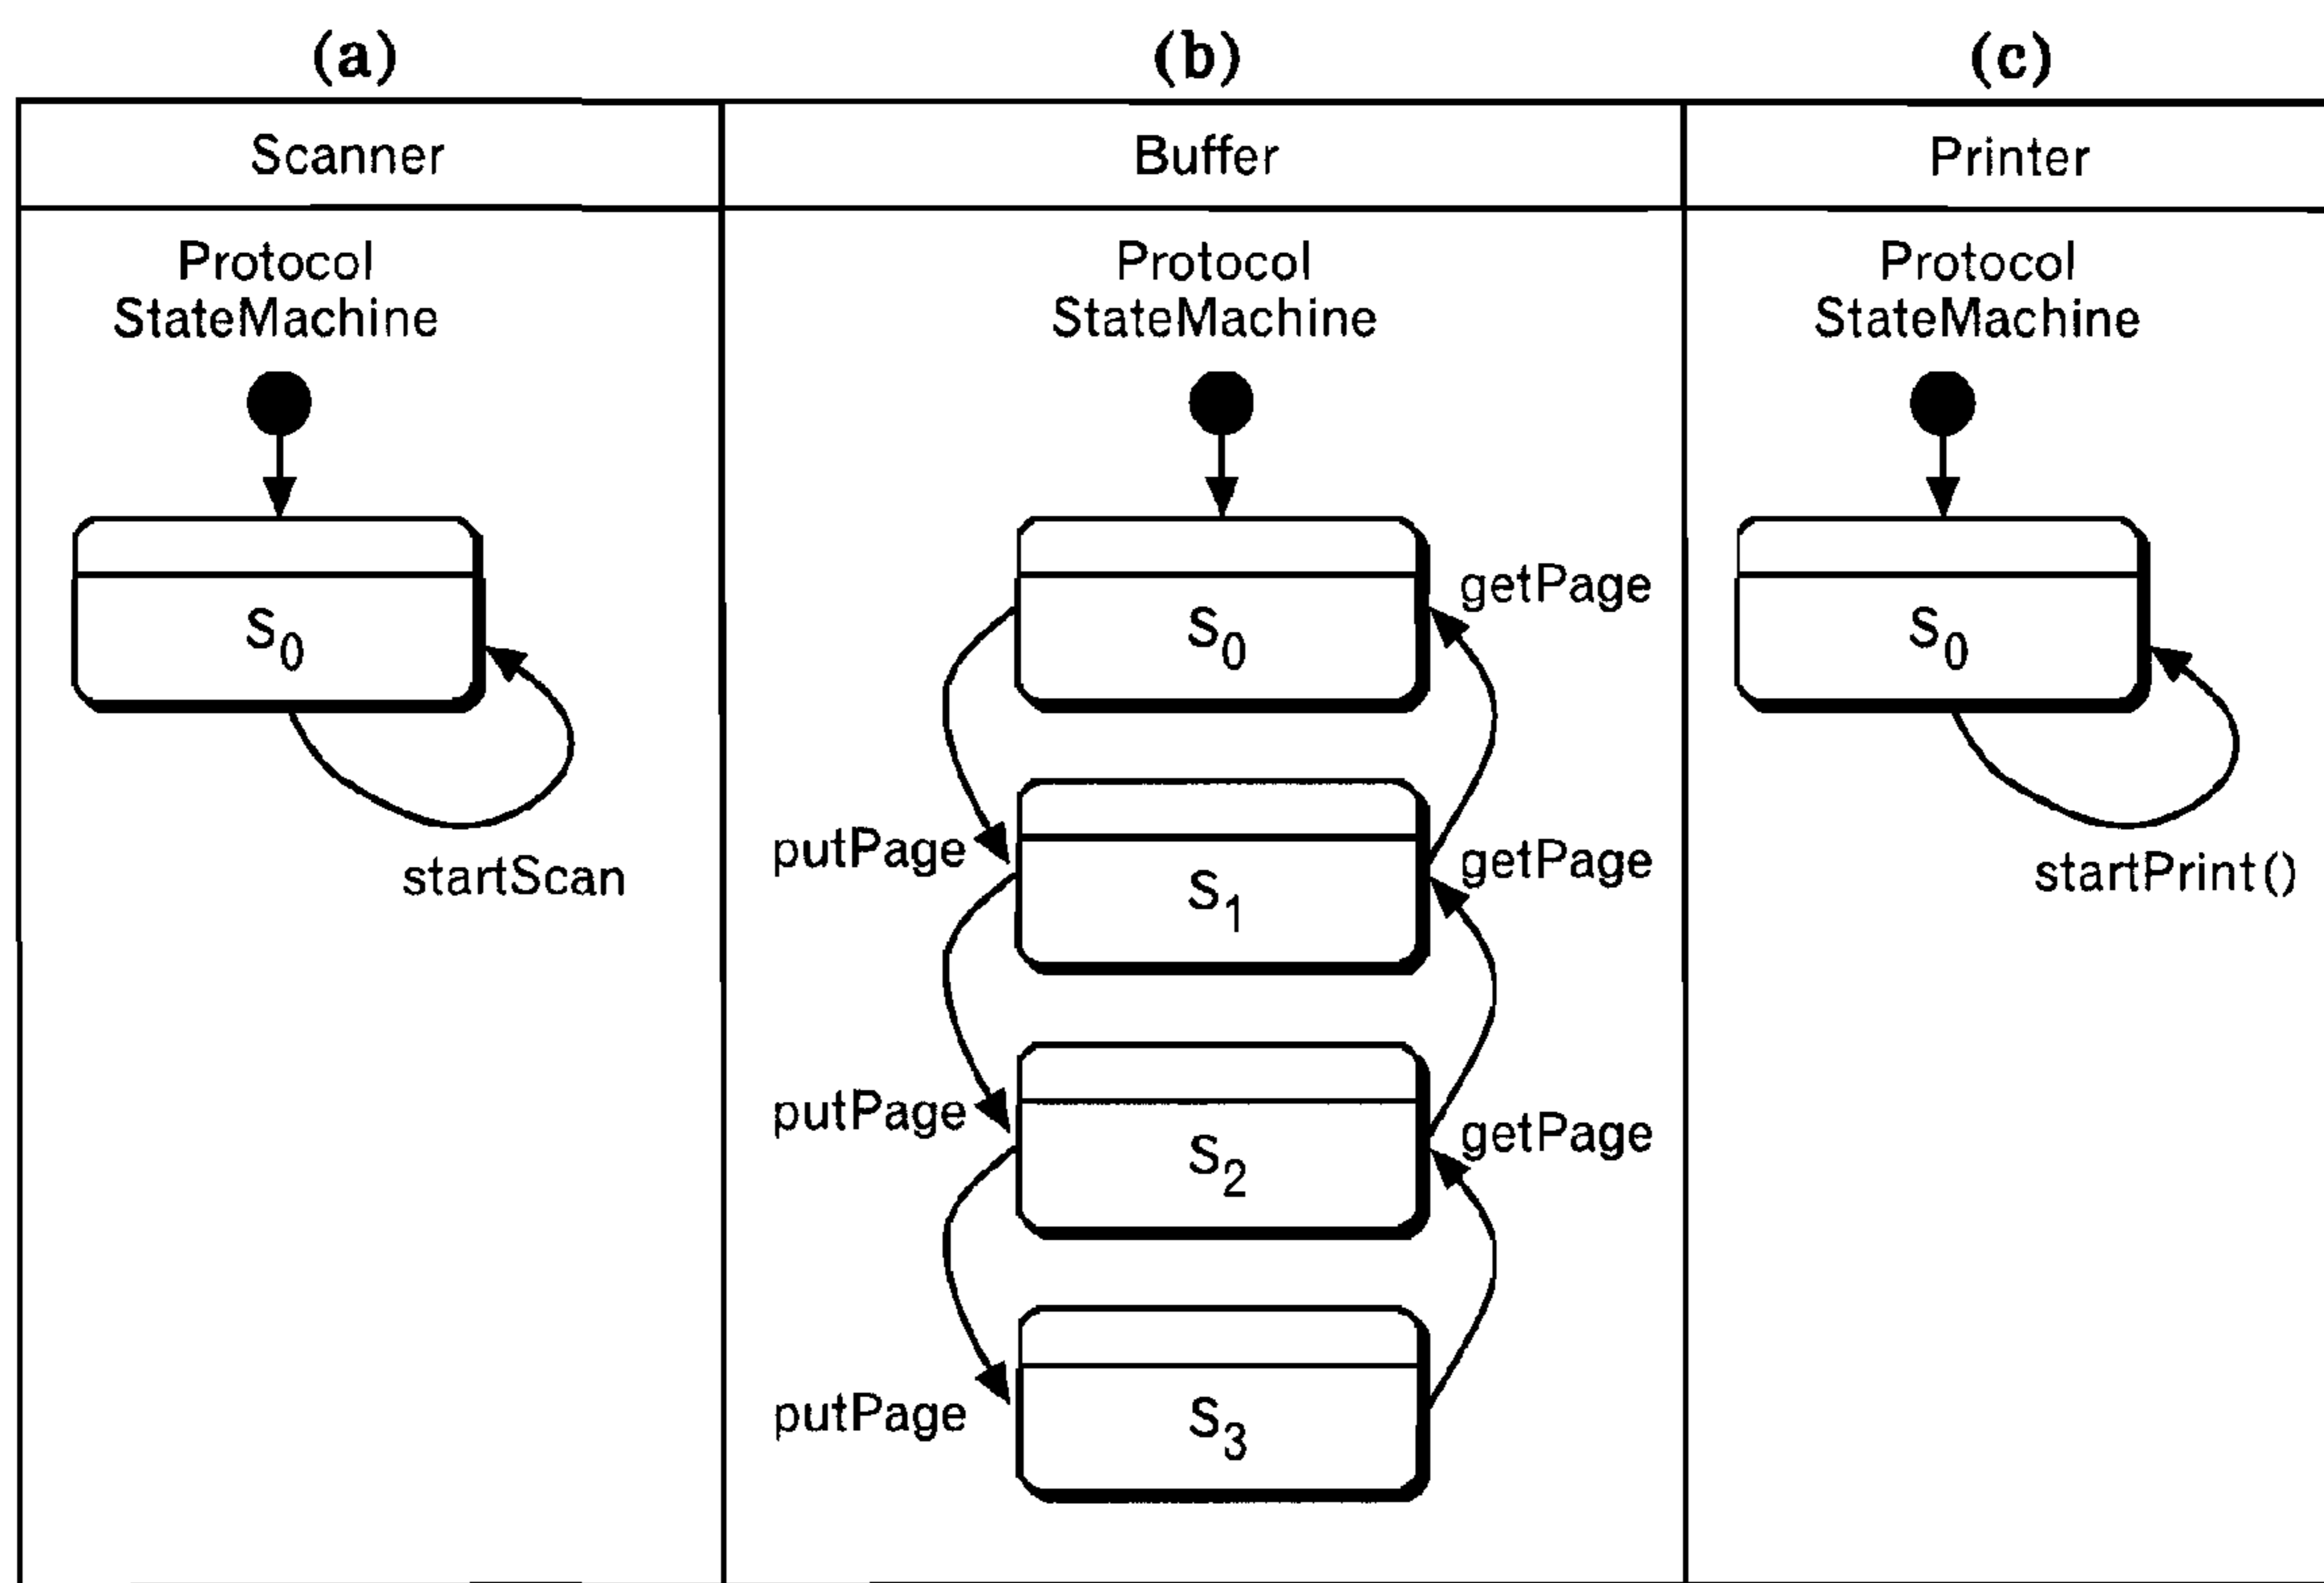 (a)
(b)
(c)
Scanner
Buffer
Printer
Protocol
StateMachine
S0
startScan
Protocol
StateMachine
S0
getPage
putPage
getPage
S1
putPage
getPage
S2
putPage
S3
Protocol
StateMachine
S0
startPrint()